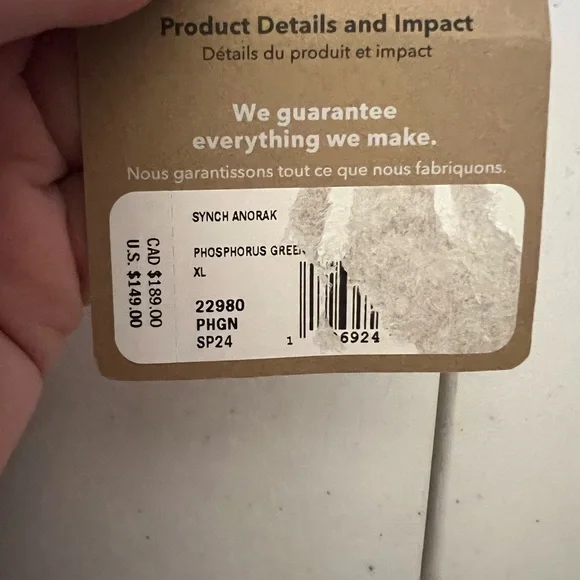 Product Details and Impact
Détails du produit et impact
We guarantee
everything we make.
Nous garantissons tout ce que nous fabriquons.
SYNCH ANORAK
PHOSPHORUS GREEN
XL
22980
PHGN
SP24
1 6924
CAD $189.00
U.S. $149.00